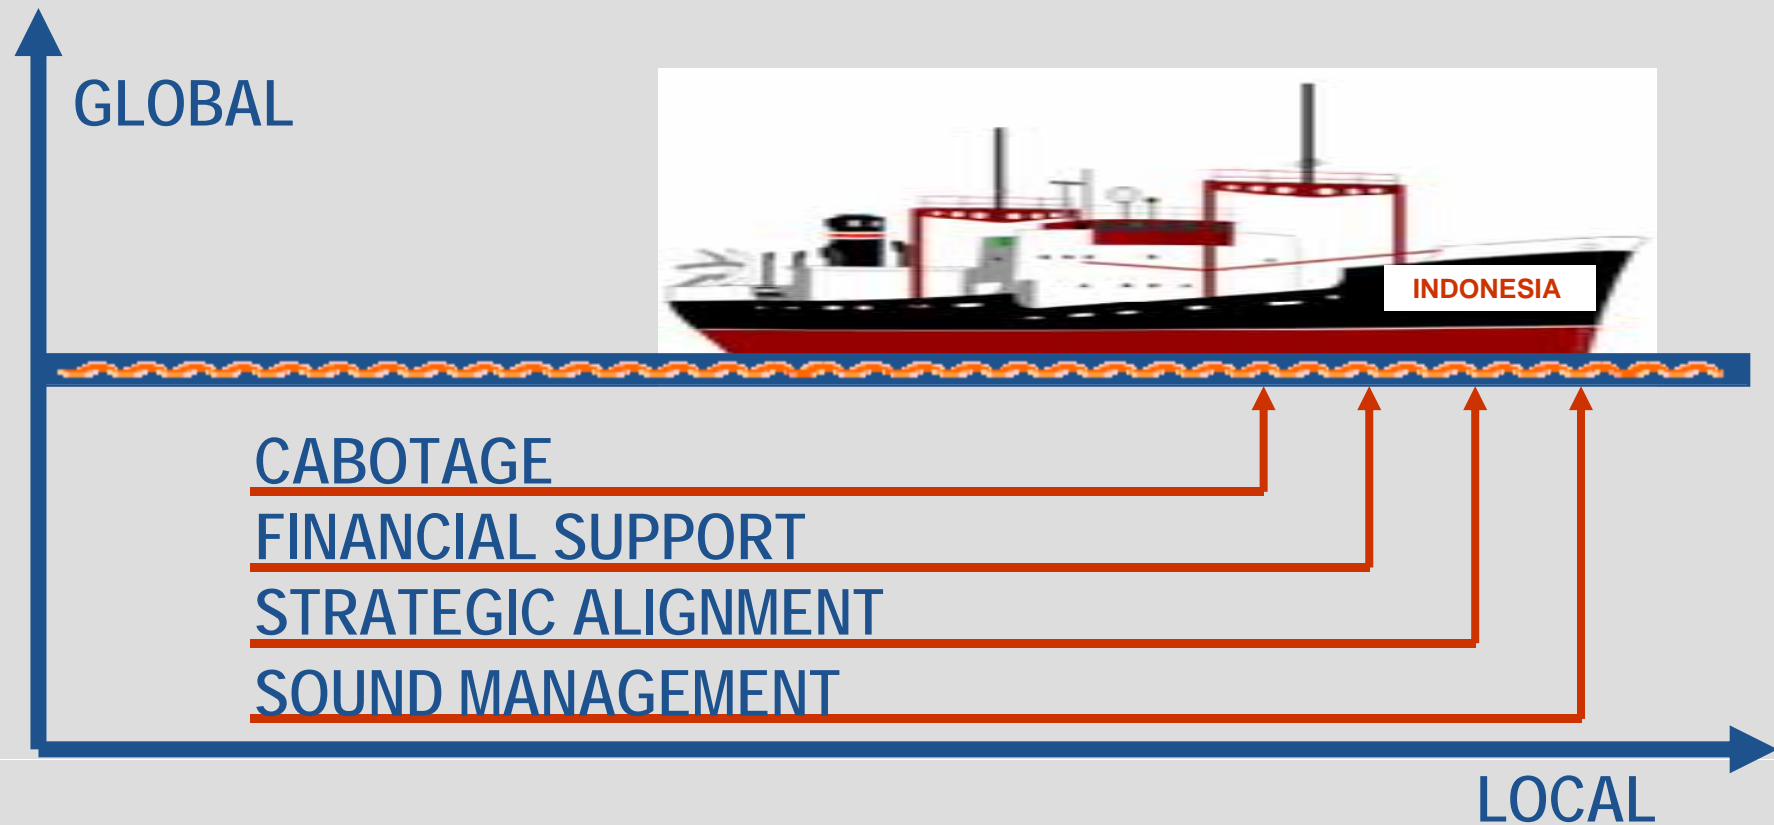 GLOBAL
INDONESIA
CABOTAGE
FINANCIAL SUPPORT
STRATEGIC ALIGNMENT
SOUND MANAGEMENT
LOCAL